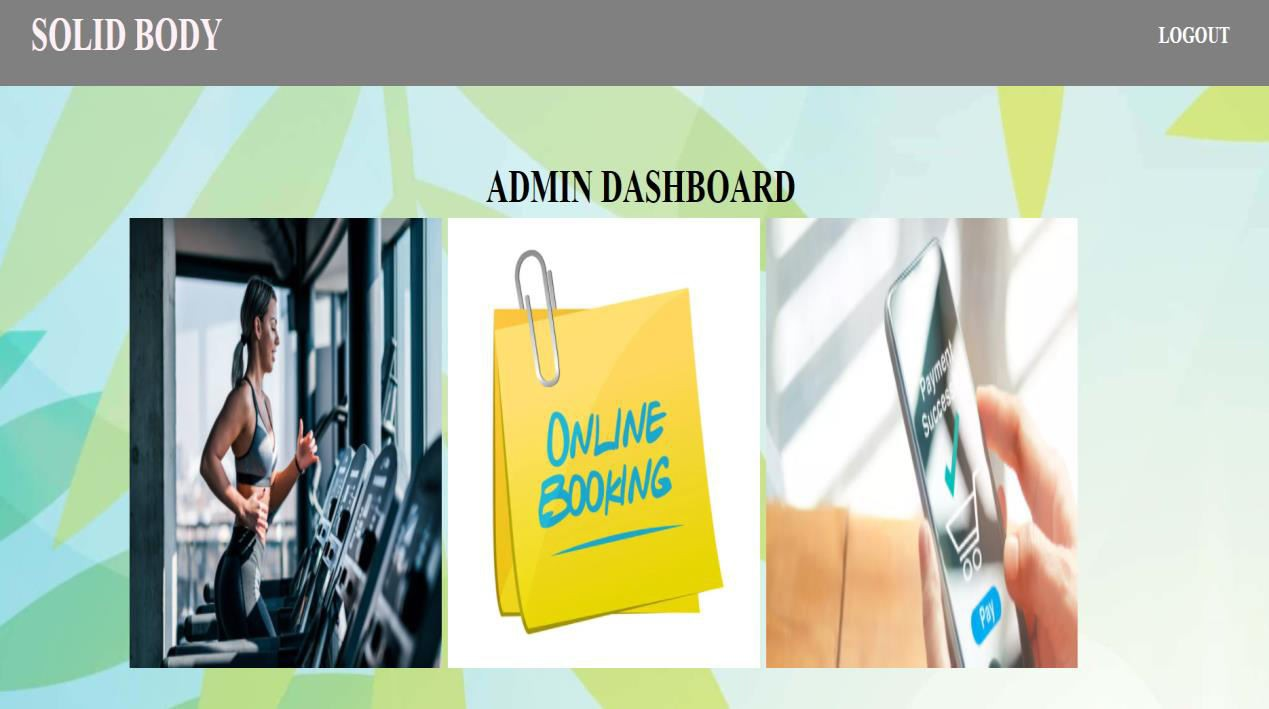 SOLID BODY
LOGOUT
ADMIN DASHBOARD
ONLINE
BOOKING
Payment
Success
Pay